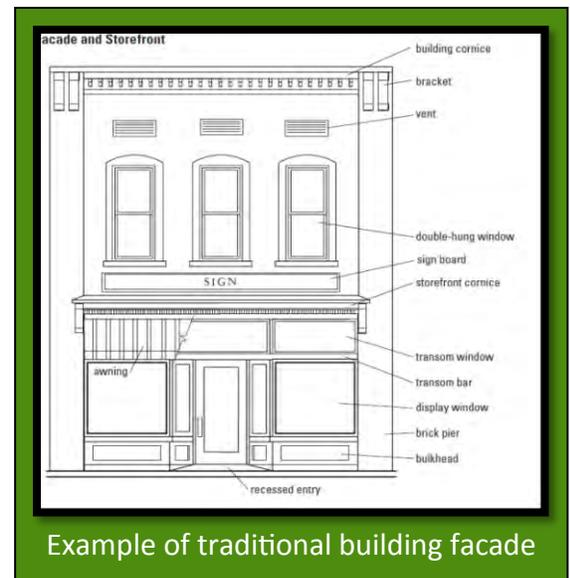 acade and Storefront
building cornice
bracket
vent
double-hung window
sign board
SIGN
storefront cornice
transom window
awning
transom bar
display window
brick pier
bulkhead
recessed entry
Example of traditional building facade